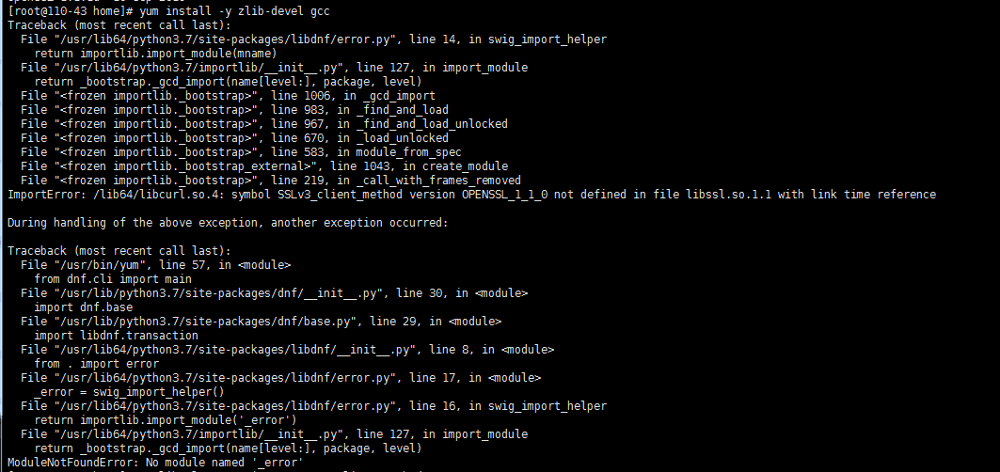 [root@110-43 home]# yum install -y zlib-devel gcc
Traceback (most recent call last):
  File "/usr/lib64/python3.7/site-packages/libdnf/error.py", line 14, in swig_import_helper
    return importlib.import_module(mname)
  File "/usr/lib64/python3.7/importlib/__init__.py", line 127, in import_module
    return _bootstrap._gcd_import(name[level:], package, level)
  File "<frozen importlib._bootstrap>", line 1006, in _gcd_import
  File "<frozen importlib._bootstrap>", line 983, in _find_and_load
  File "<frozen importlib._bootstrap>", line 967, in _find_and_load_unlocked
  File "<frozen importlib._bootstrap>", line 670, in _load_unlocked
  File "<frozen importlib._bootstrap>", line 583, in module_from_spec
  File "<frozen importlib._bootstrap_external>", line 1043, in create_module
  File "<frozen importlib._bootstrap>", line 219, in _call_with_frames_removed
ImportError: /lib64/libcurl.so.4: symbol SSLv3_client_method version OPENSSL_1_1_0 not defined in file libssl.so.1.1 with link time reference

During handling of the above exception, another exception occurred:

Traceback (most recent call last):
  File "/usr/bin/yum", line 57, in <module>
    from dnf.cli import main
  File "/usr/lib/python3.7/site-packages/dnf/__init__.py", line 30, in <module>
    import dnf.base
  File "/usr/lib/python3.7/site-packages/dnf/base.py", line 29, in <module>
    import libdnf.transaction
  File "/usr/lib64/python3.7/site-packages/libdnf/__init__.py", line 8, in <module>
    from . import error
  File "/usr/lib64/python3.7/site-packages/libdnf/error.py", line 17, in <module>
    _error = swig_import_helper()
  File "/usr/lib64/python3.7/site-packages/libdnf/error.py", line 16, in swig_import_helper
    return importlib.import_module('_error')
  File "/usr/lib64/python3.7/importlib/__init__.py", line 127, in import_module
    return _bootstrap._gcd_import(name[level:], package, level)
ModuleNotFoundError: No module named '_error'